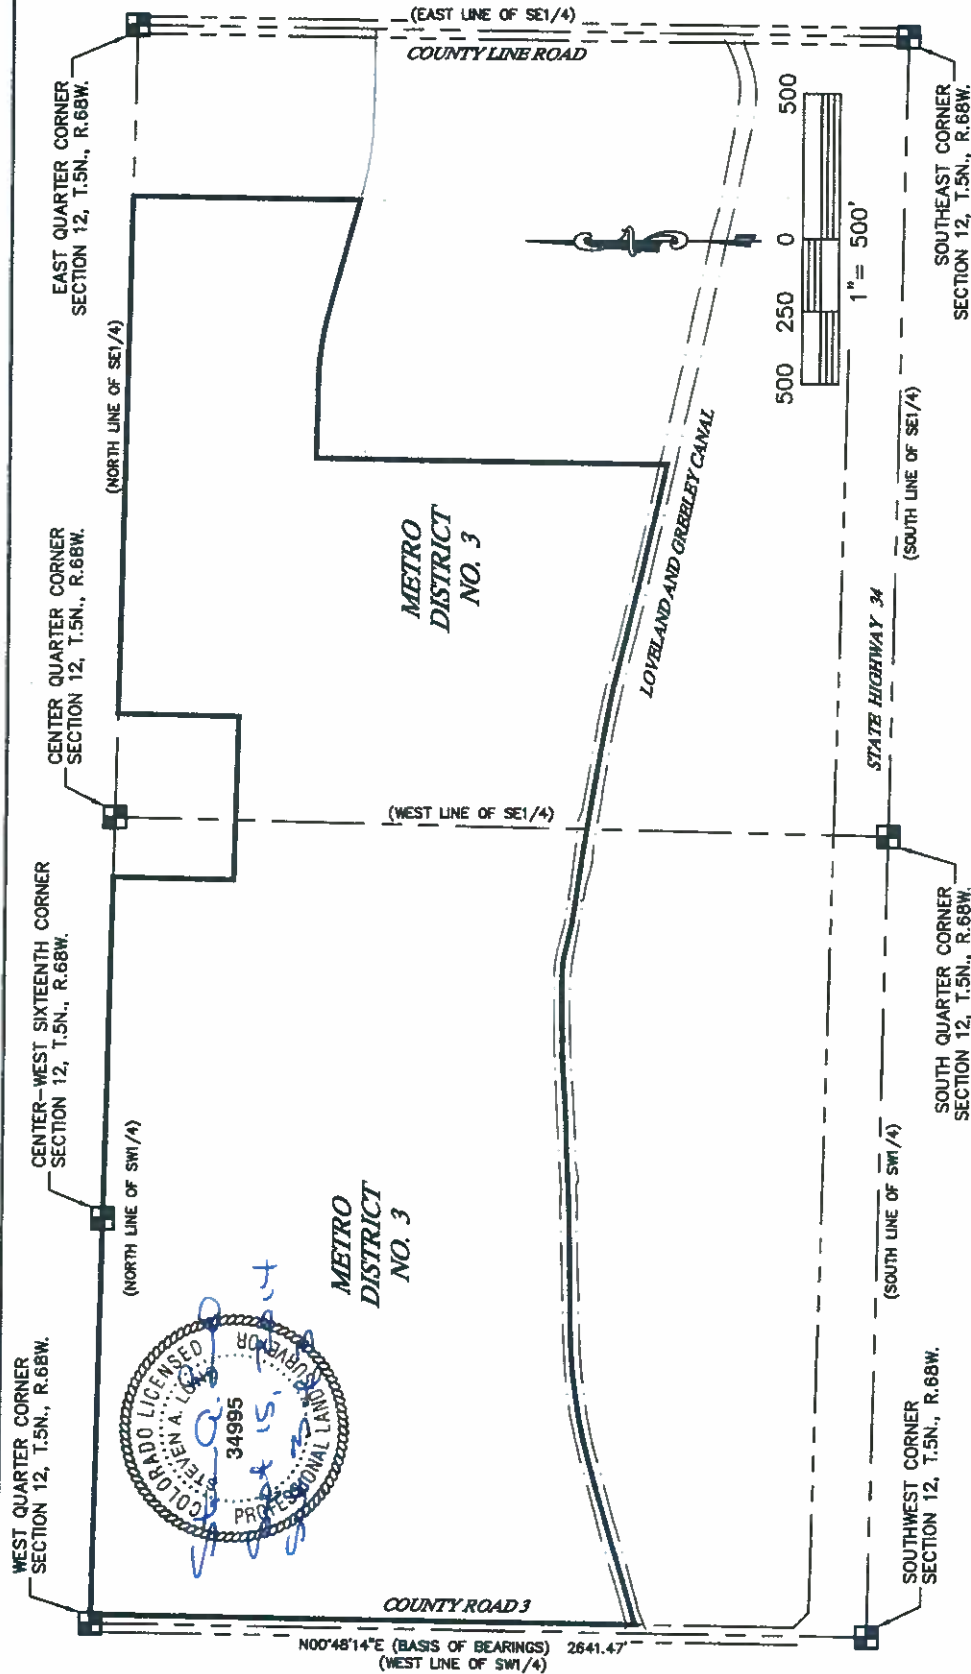 WEST QUARTER CORNER
SECTION 12, T.5N., R.68W.
CENTER-WEST SIXTEENTH CORNER
SECTION 12, T.5N., R.68W.
CENTER QUARTER CORNER
SECTION 12, T.5N., R.68W.
EAST QUARTER CORNER
SECTION 12, T.5N., R.68W.
(NORTH LINE OF SW1/4)
(NORTH LINE OF SE1/4)
COLORADO LICENSED
STEVEN A. LUND
34995
PROFESSIONAL LAND SURVEYOR
METRO
DISTRICT
NO. 3
METRO
DISTRICT
NO. 3
(WEST LINE OF SE1/4)
COUNTY ROAD 3
N00°48'14"E (BASIS OF BEARINGS) 2641.47'
(WEST LINE OF SW1/4)
(EAST LINE OF SE1/4)
COUNTY LINE ROAD
LOVELAND AND GREELEY CANAL
500 250 0 500
1"= 500'
STATE HIGHWAY 34
(SOUTH LINE OF SW1/4)
(SOUTH LINE OF SE1/4)
SOUTHWEST CORNER
SECTION 12, T.5N., R.68W.
SOUTH QUARTER CORNER
SECTION 12, T.5N., R.68W.
SOUTHEAST CORNER
SECTION 12, T.5N., R.68W.